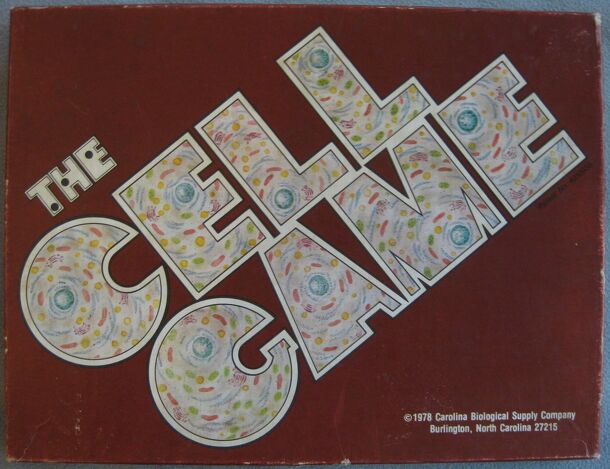 THE
CELL
GAME
©1978 Carolina Biological Supply Company
Burlington, North Carolina 27215